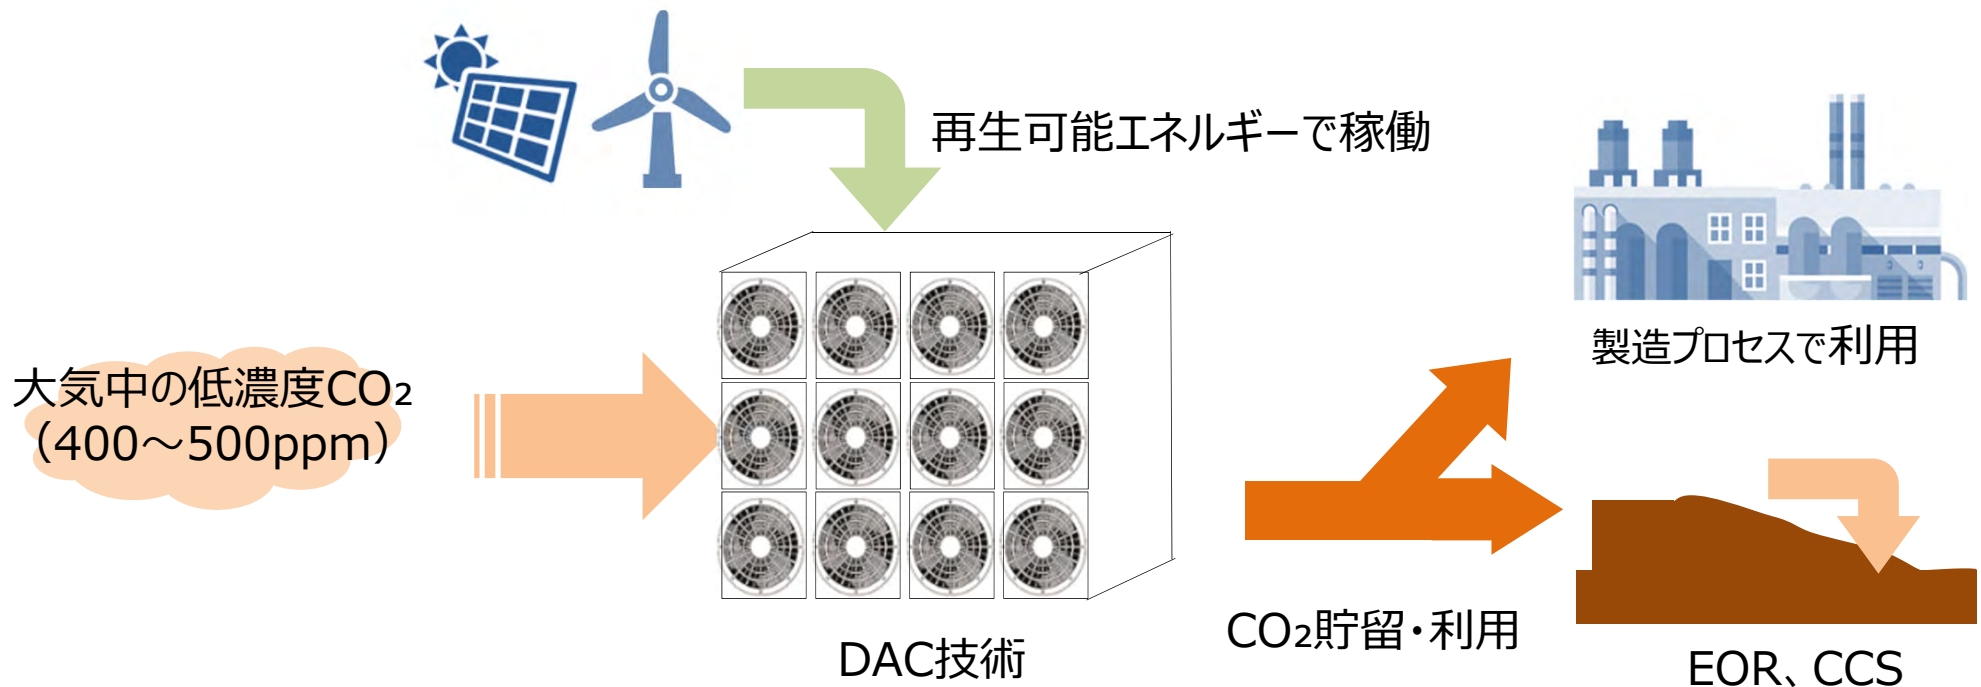 再生可能エネルギーで稼働
大気中の低濃度CO₂
（400～500ppm）
製造プロセスで利用
CO₂貯留・利用
DAC技術
EOR、CCS